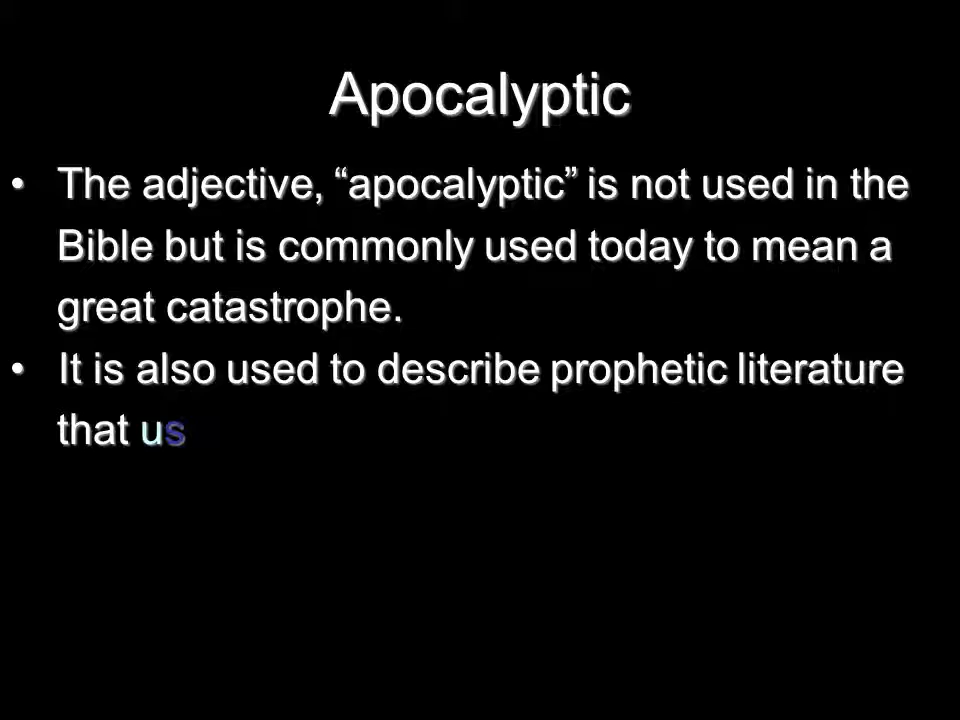 Apocalyptic
• The adjective, “apocalyptic” is not used in the
Bible but is commonly used today to mean a
great catastrophe.
• It is also used to describe prophetic literature
that us